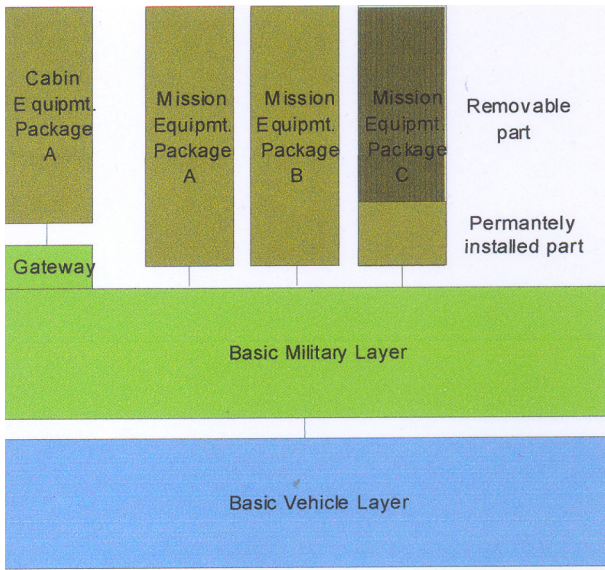 Cabin
Equipmt.
Package
A
Mission
Equipmt.
Package
A
Mission
Equipmt.
Package
B
Mission
Equipmt.
Package
C
Removable
part
Permantely
installed part
Gateway
Basic Military Layer
Basic Vehicle Layer